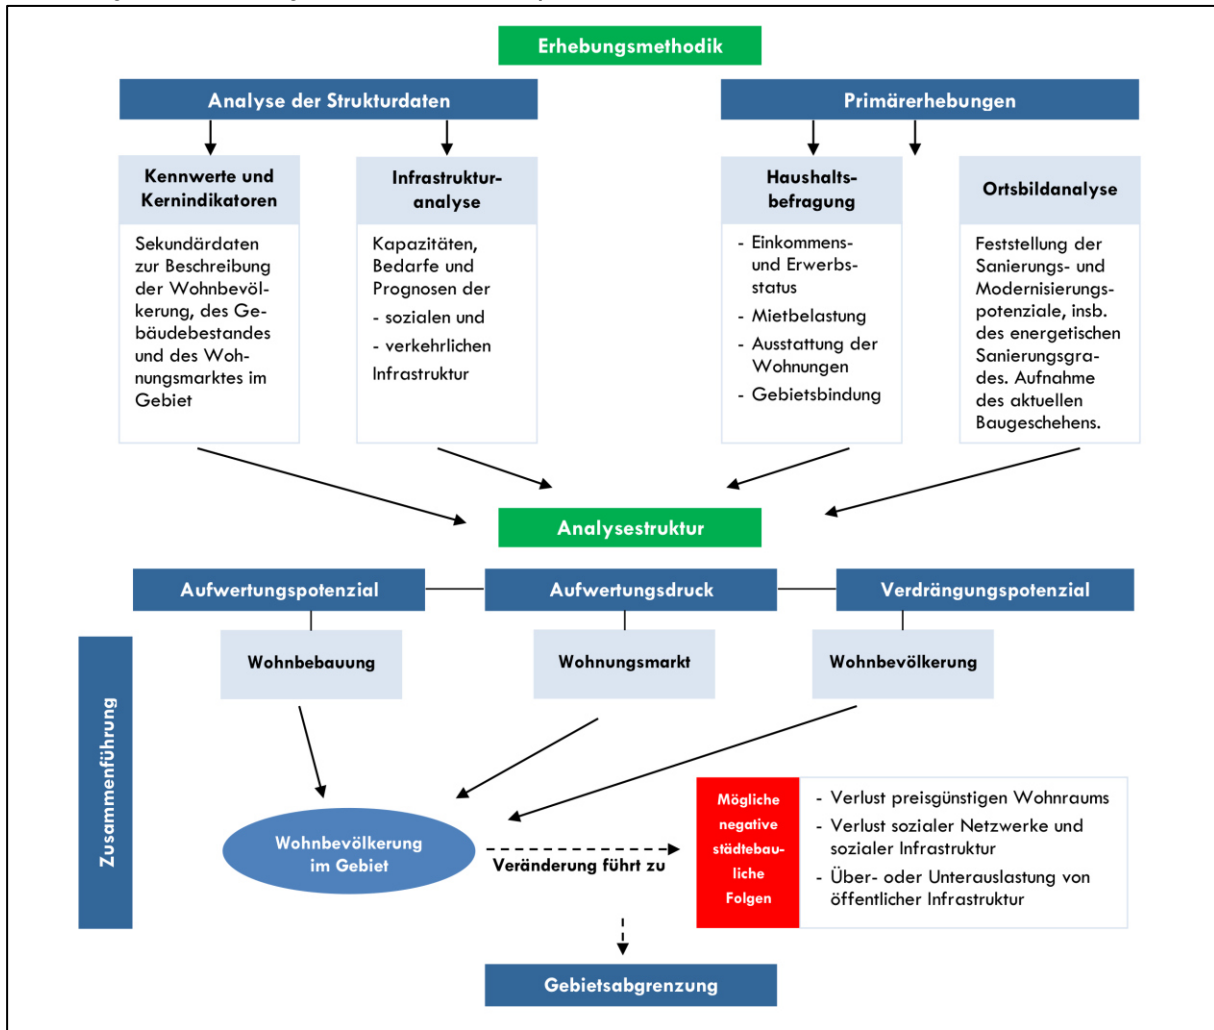 Erhebungsmethodik
Analyse der Strukturdaten
Primärerhebungen
Kennwerte und
Kernindikatoren
Sekundärdaten
zur Beschreibung
der Wohnbevöl-
kerung, des Ge-
bäudebestandes
und des Woh-
nungsmarktes im
Gebiet
Infrastruktur-
analyse
Kapazitäten,
Bedarfe und
Prognosen der
- sozialen und
- verkehrlichen
Infrastruktur
Haushalts-
befragung
- Einkommens-
und Erwerbs-
status
- Mietbelastung
- Ausstattung der
Wohnungen
- Gebietsbindung
Ortsbildanalyse
Feststellung der
Sanierungs- und
Modernisierungs-
potenziale, insb.
des energetischen
Sanierungsgra-
des. Aufnahme
des aktuellen
Baugeschehens.
Analysestruktur
Aufwertungspotenzial
Aufwertungsdruck
Verdrängungspotenzial
Wohnbebauung
Wohnungsmarkt
Wohnbevölkerung
Zusammenführung
Wohnbevölkerung
im Gebiet
Veränderung führt zu
Mögliche
negative
städtebau-
liche
Folgen
- Verlust preisgünstigen Wohnraums
- Verlust sozialer Netzwerke und
sozialer Infrastruktur
- Über- oder Unterauslastung von
öffentlicher Infrastruktur
Gebietsabgrenzung